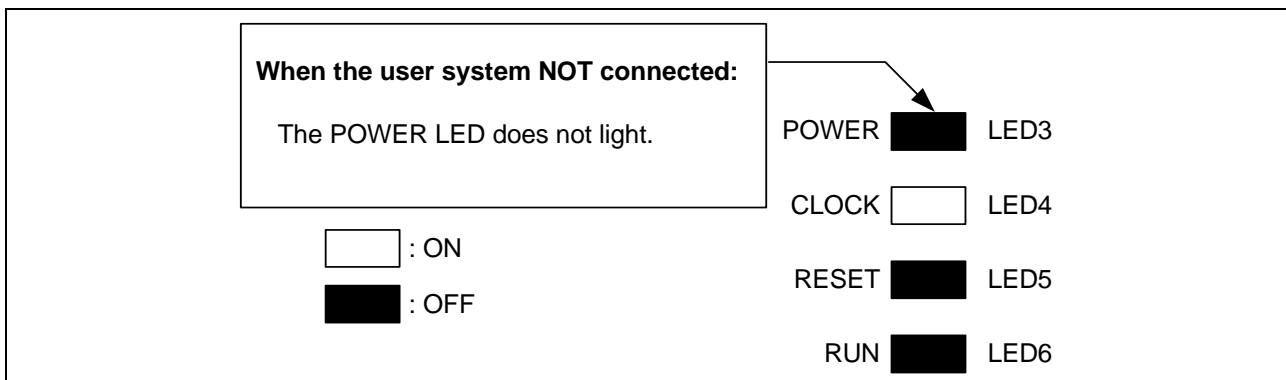 When the user system NOT connected:
The POWER LED does not light.
POWER LED3
CLOCK LED4
: ON
RESET LED5
: OFF
RUN LED6